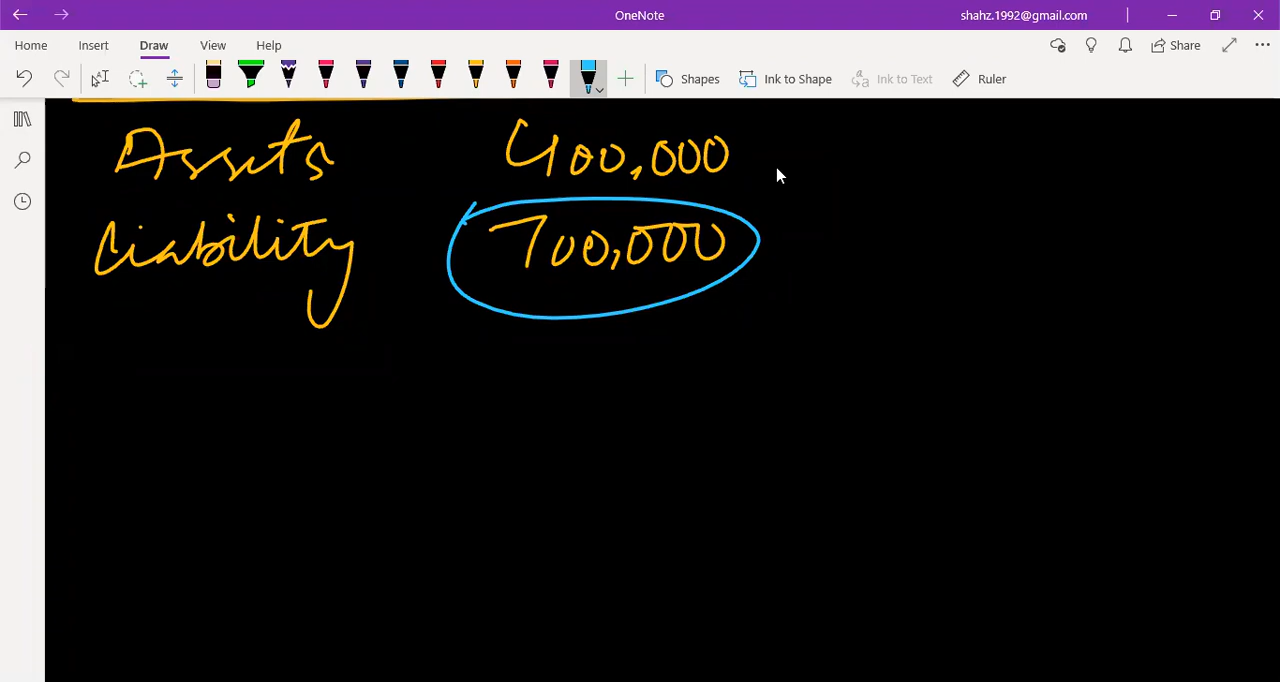 OneNote
shahz.1992@gmail.com
Home Insert Draw View Help Share
Shapes Ink to Shape Ink to Text Ruler
Assets 400,000
Liability 700,000